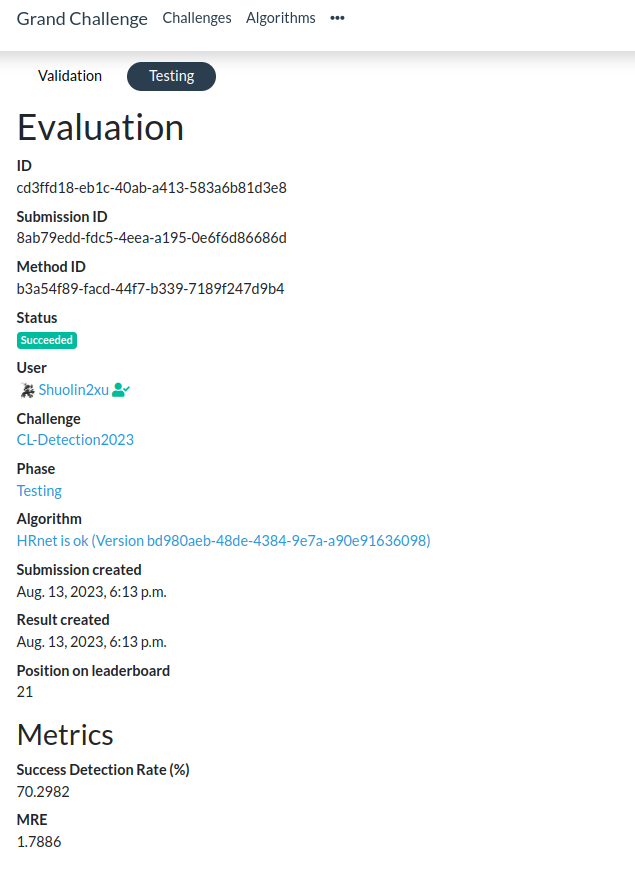 Grand Challenge Challenges Algorithms •••
Validation Testing
Evaluation
ID
cd3ffd18-eb1c-40ab-a413-583a6b81d3e8
Submission ID
8ab79edd-fdc5-4eea-a195-0e6f6d86686d
Method ID
b3a54f89-facd-44f7-b339-7189f247d9b4
Status
Succeeded
User
Shuolin2xu
Challenge
CL-Detection2023
Phase
Testing
Algorithm
HRnet is ok (Version bd980aeb-48de-4384-9e7a-a90e91636098)
Submission created
Aug. 13, 2023, 6:13 p.m.
Result created
Aug. 13, 2023, 6:13 p.m.
Position on leaderboard
21
Metrics
Success Detection Rate (%)
70.2982
MRE
1.7886